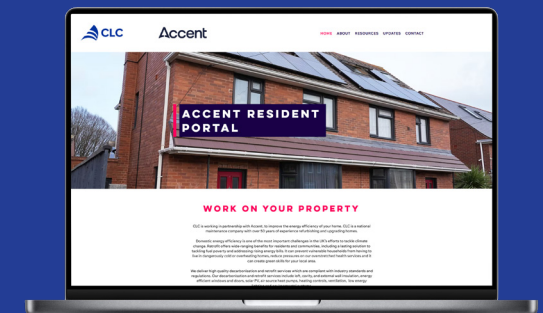 CLC
Accent
HOME ABOUT RESOURCES UPDATES CONTACT
ACCENT RESIDENT
PORTAL
WORK ON YOUR PROPERTY
CLC is working in partnership with Accent, to improve the energy efficiency of your home. CLC is a national
maintenance company with over 50 years of experience refurbishing and upgrading homes.
Domestic energy efficiency is one of the most important challenges in the UK's efforts to tackle climate
change. Retrofit offers wide-ranging benefits for residents and communities, including a lasting solution to
tackling fuel poverty and addressing rising energy bills. It can prevent vulnerable households from having to
live in dangerously cold or overheating homes, reduce pressures on our overstretched health services and it
can create great skills for your local area.
We deliver high quality decarbonisation and retrofit services which are compliant with industry standards and
regulations. Our decarbonisation and retrofit services include loft, cavity, and external wall insulation, energy
efficient windows and doors, solar PV, air source heat pumps, heating controls, ventilation, low energy